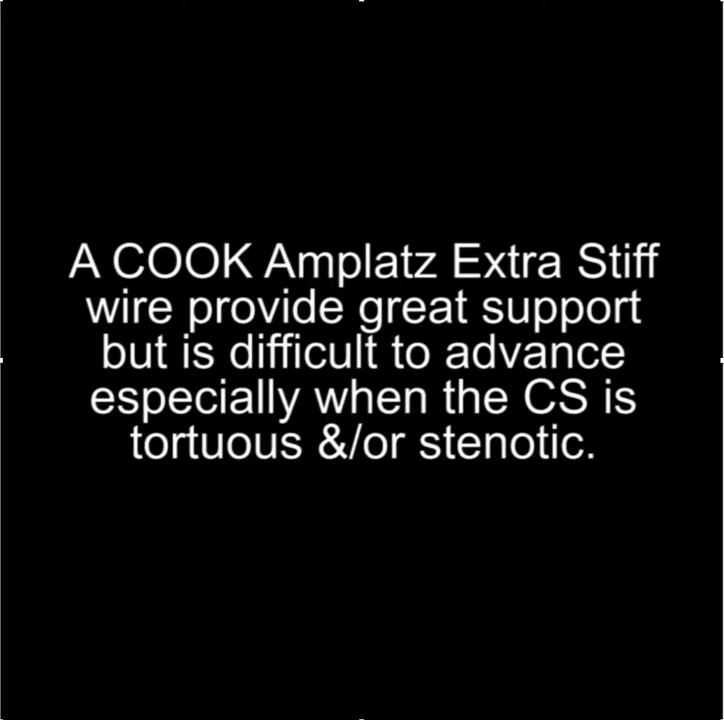 A COOK Amplatz Extra Stiff
wire provide great support
but is difficult to advance
especially when the CS is
tortuous &/or stenotic.